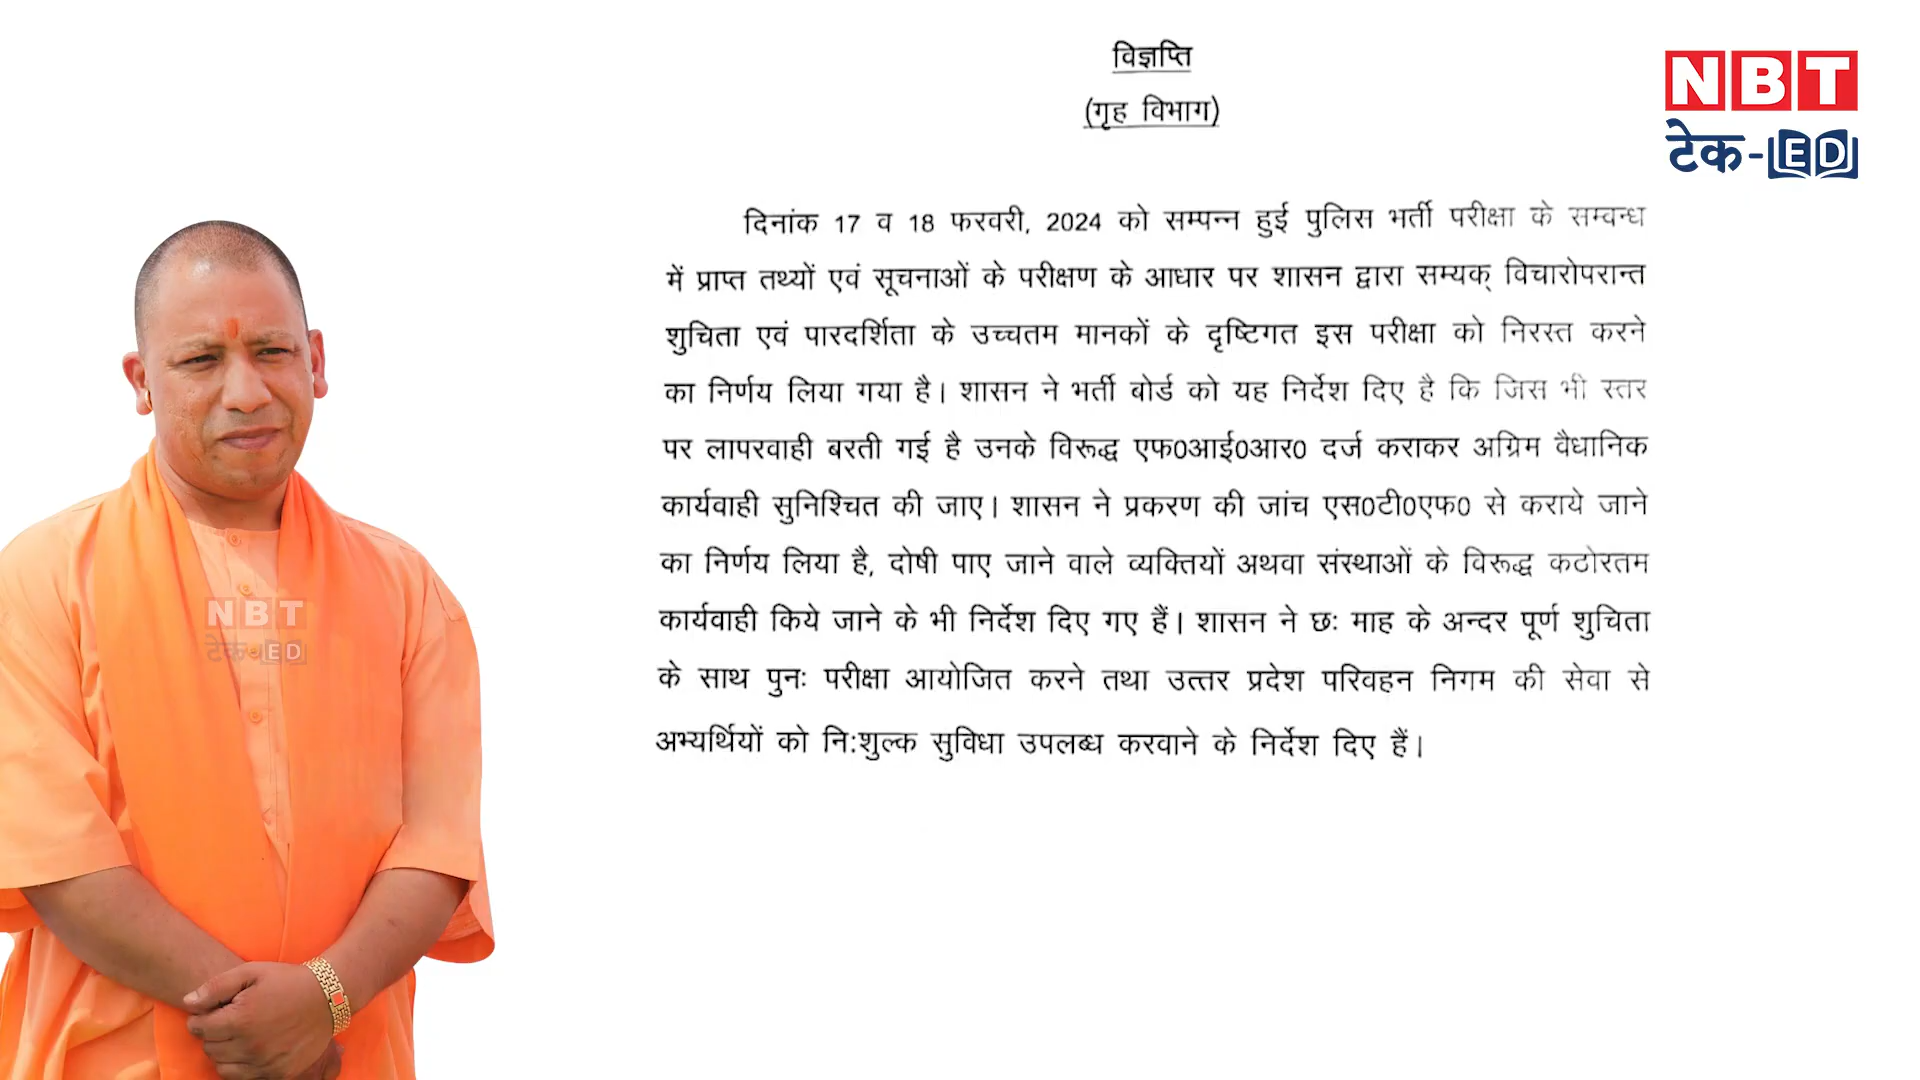 विज्ञप्ति
(गृह विभाग)
NBT
टेक-ED
दिनांक 17 व 18 फरवरी, 2024 को सम्पन्न हुई पुलिस भर्ती परीक्षा के सम्वन्ध
में प्राप्त तथ्यों एवं सूचनाओं के परीक्षण के आधार पर शासन द्वारा सम्यक् विचारोपरान्त
शुचिता एवं पारदर्शिता के उच्चतम मानकों के दृष्टिगत इस परीक्षा को निरस्त करने
का निर्णय लिया गया है। शासन ने भर्ती बोर्ड को यह निर्देश दिए है कि जिस भी स्तर
पर लापरवाही बरती गई है उनके विरूद्ध एफ0आई0आर0 दर्ज कराकर अग्रिम वैधानिक
कार्यवाही सुनिश्चित की जाए। शासन ने प्रकरण की जांच एस0टी0एफ0 से कराये जाने
का निर्णय लिया है, दोषी पाए जाने वाले व्यक्तियों अथवा संस्थाओं के विरूद्ध कटोरतम
कार्यवाही किये जाने के भी निर्देश दिए गए हैं। शासन ने छः माह के अन्दर पूर्ण शुचिता
के साथ पुनः परीक्षा आयोजित करने तथा उत्तर प्रदेश परिवहन निगम की सेवा से
अभ्यर्थियों को नि:शुल्क सुविधा उपलब्ध करवाने के निर्देश दिए हैं।
NBT
टेक-ED